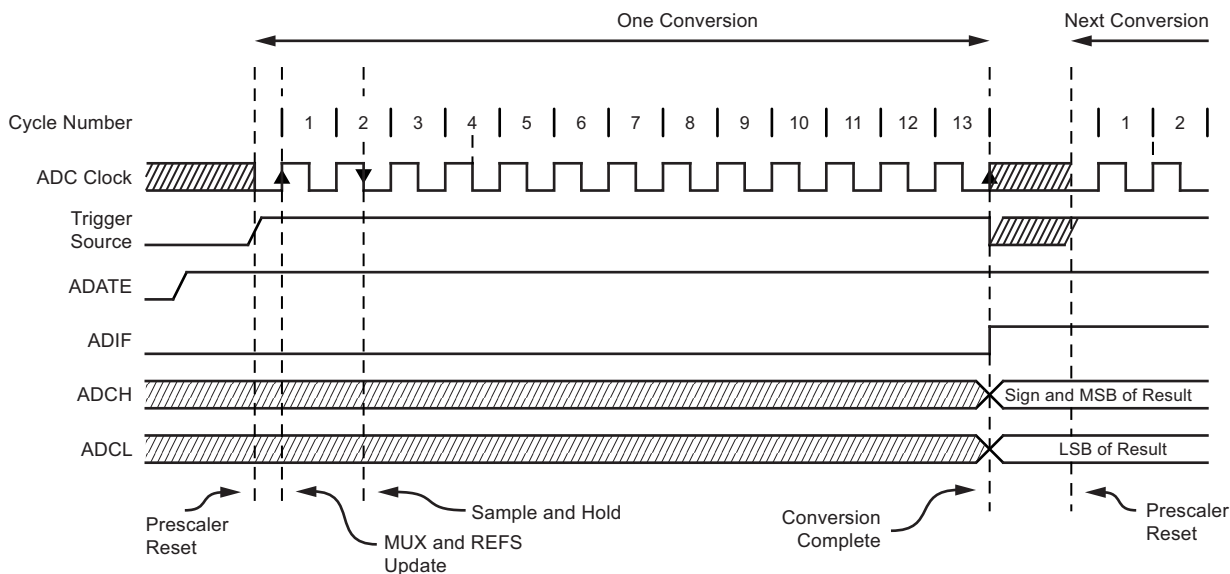 One Conversion
Next Conversion
Cycle Number
1 2 3 4 5 6 7 8 9 10 11 12 13 1 2
ADC Clock
Trigger
Source
ADATE
ADIF
ADCH
Sign and MSB of Result
ADCL
LSB of Result
Prescaler
Reset
MUX and REFS
Update
Sample and Hold
Conversion
Complete
Prescaler
Reset